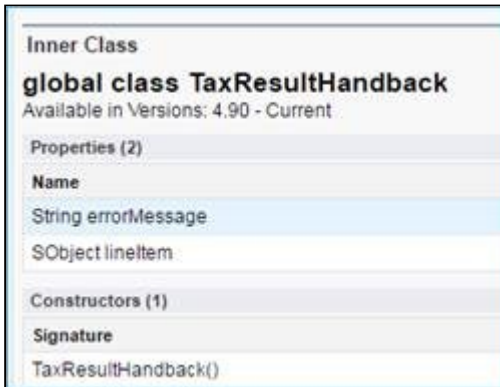 Inner Class
global class TaxResultHandback
Available in Versions: 4.90 - Current
Properties (2)
Name
String errorMessage
SObject lineItem
Constructors (1)
Signature
TaxResultHandback()